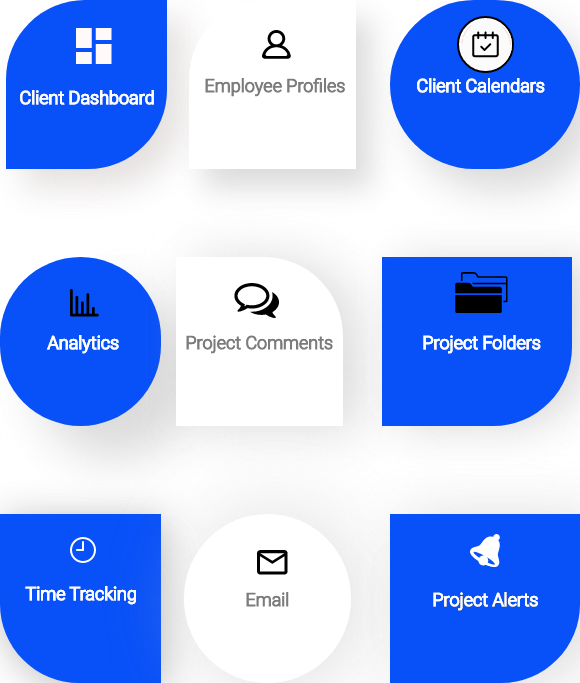 Client Dashboard
Employee Profiles
Client Calendars
Analytics
Project Comments
Project Folders
Time Tracking
Email
Project Alerts